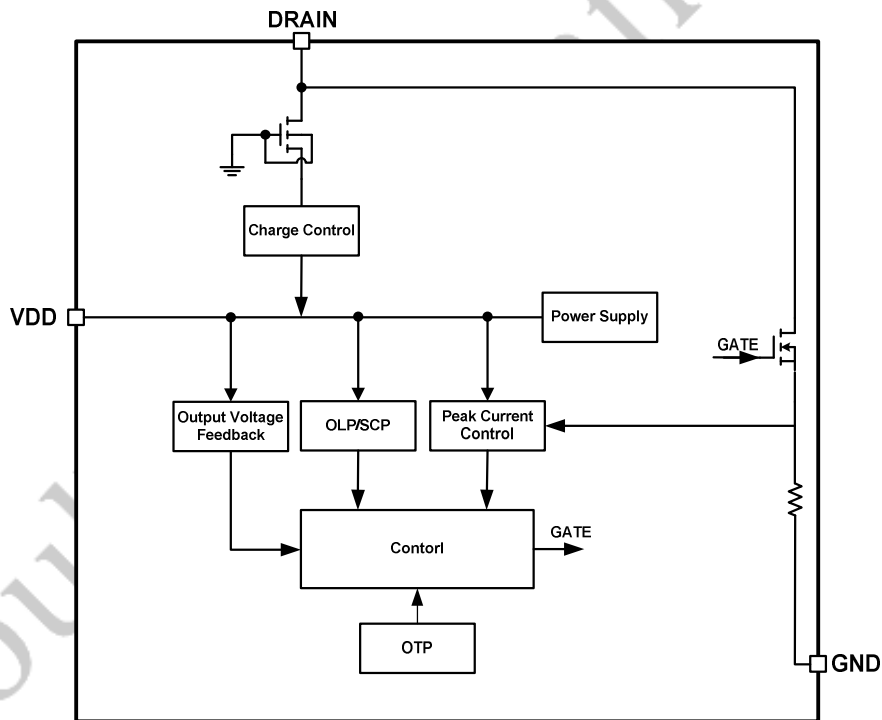 DRAIN
Charge Control
VDD
Power Supply
GATE
Output Voltage
Feedback
OLP/SCP
Peak Current
Control
Contorl
GATE
OTP
GND